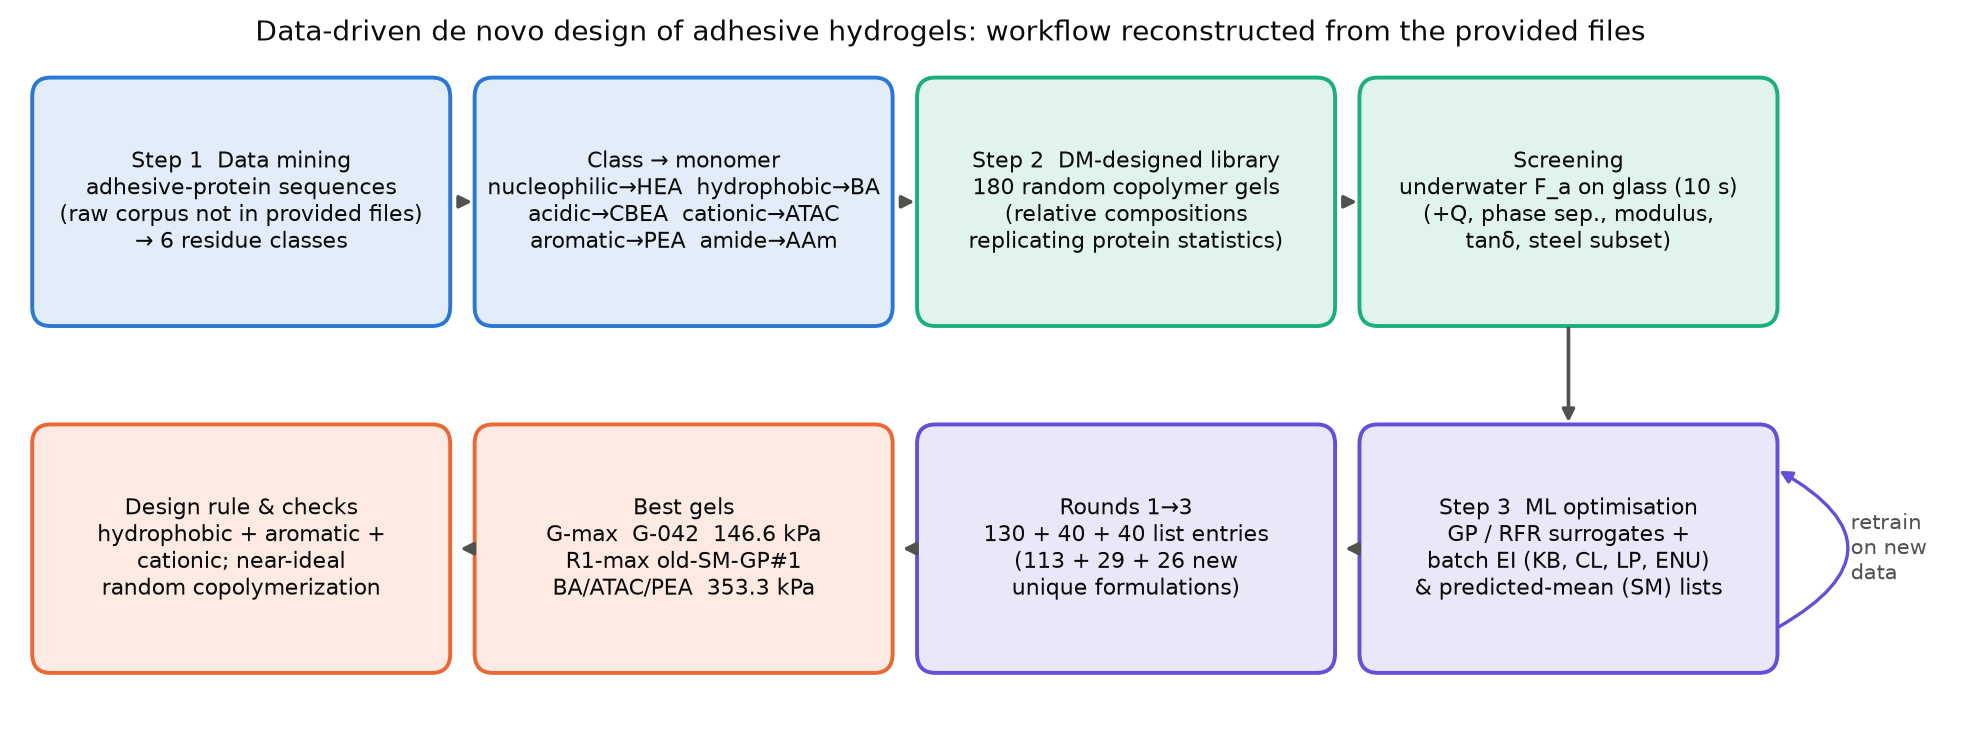 Data-driven de novo design of adhesive hydrogels: workflow reconstructed from the provided files
Step 1  Data mining
adhesive-protein sequences
(raw corpus not in provided files)
→ 6 residue classes
Class → monomer
nucleophilic→HEA  hydrophobic→BA
acidic→CBEA  cationic→ATAC
aromatic→PEA  amide→AAm
Step 2  DM-designed library
180 random copolymer gels
(relative compositions
replicating protein statistics)
Screening
underwater F_a on glass (10 s)
(+Q, phase sep., modulus,
tanδ, steel subset)
Step 3  ML optimisation
GP / RFR surrogates +
batch EI (KB, CL, LP, ENU)
& predicted-mean (SM) lists
retrain
on new
data
Rounds 1→3
130 + 40 + 40 list entries
(113 + 29 + 26 new
unique formulations)
Best gels
G-max  G-042  146.6 kPa
R1-max old-SM-GP#1
BA/ATAC/PEA  353.3 kPa
Design rule & checks
hydrophobic + aromatic +
cationic; near-ideal
random copolymerization